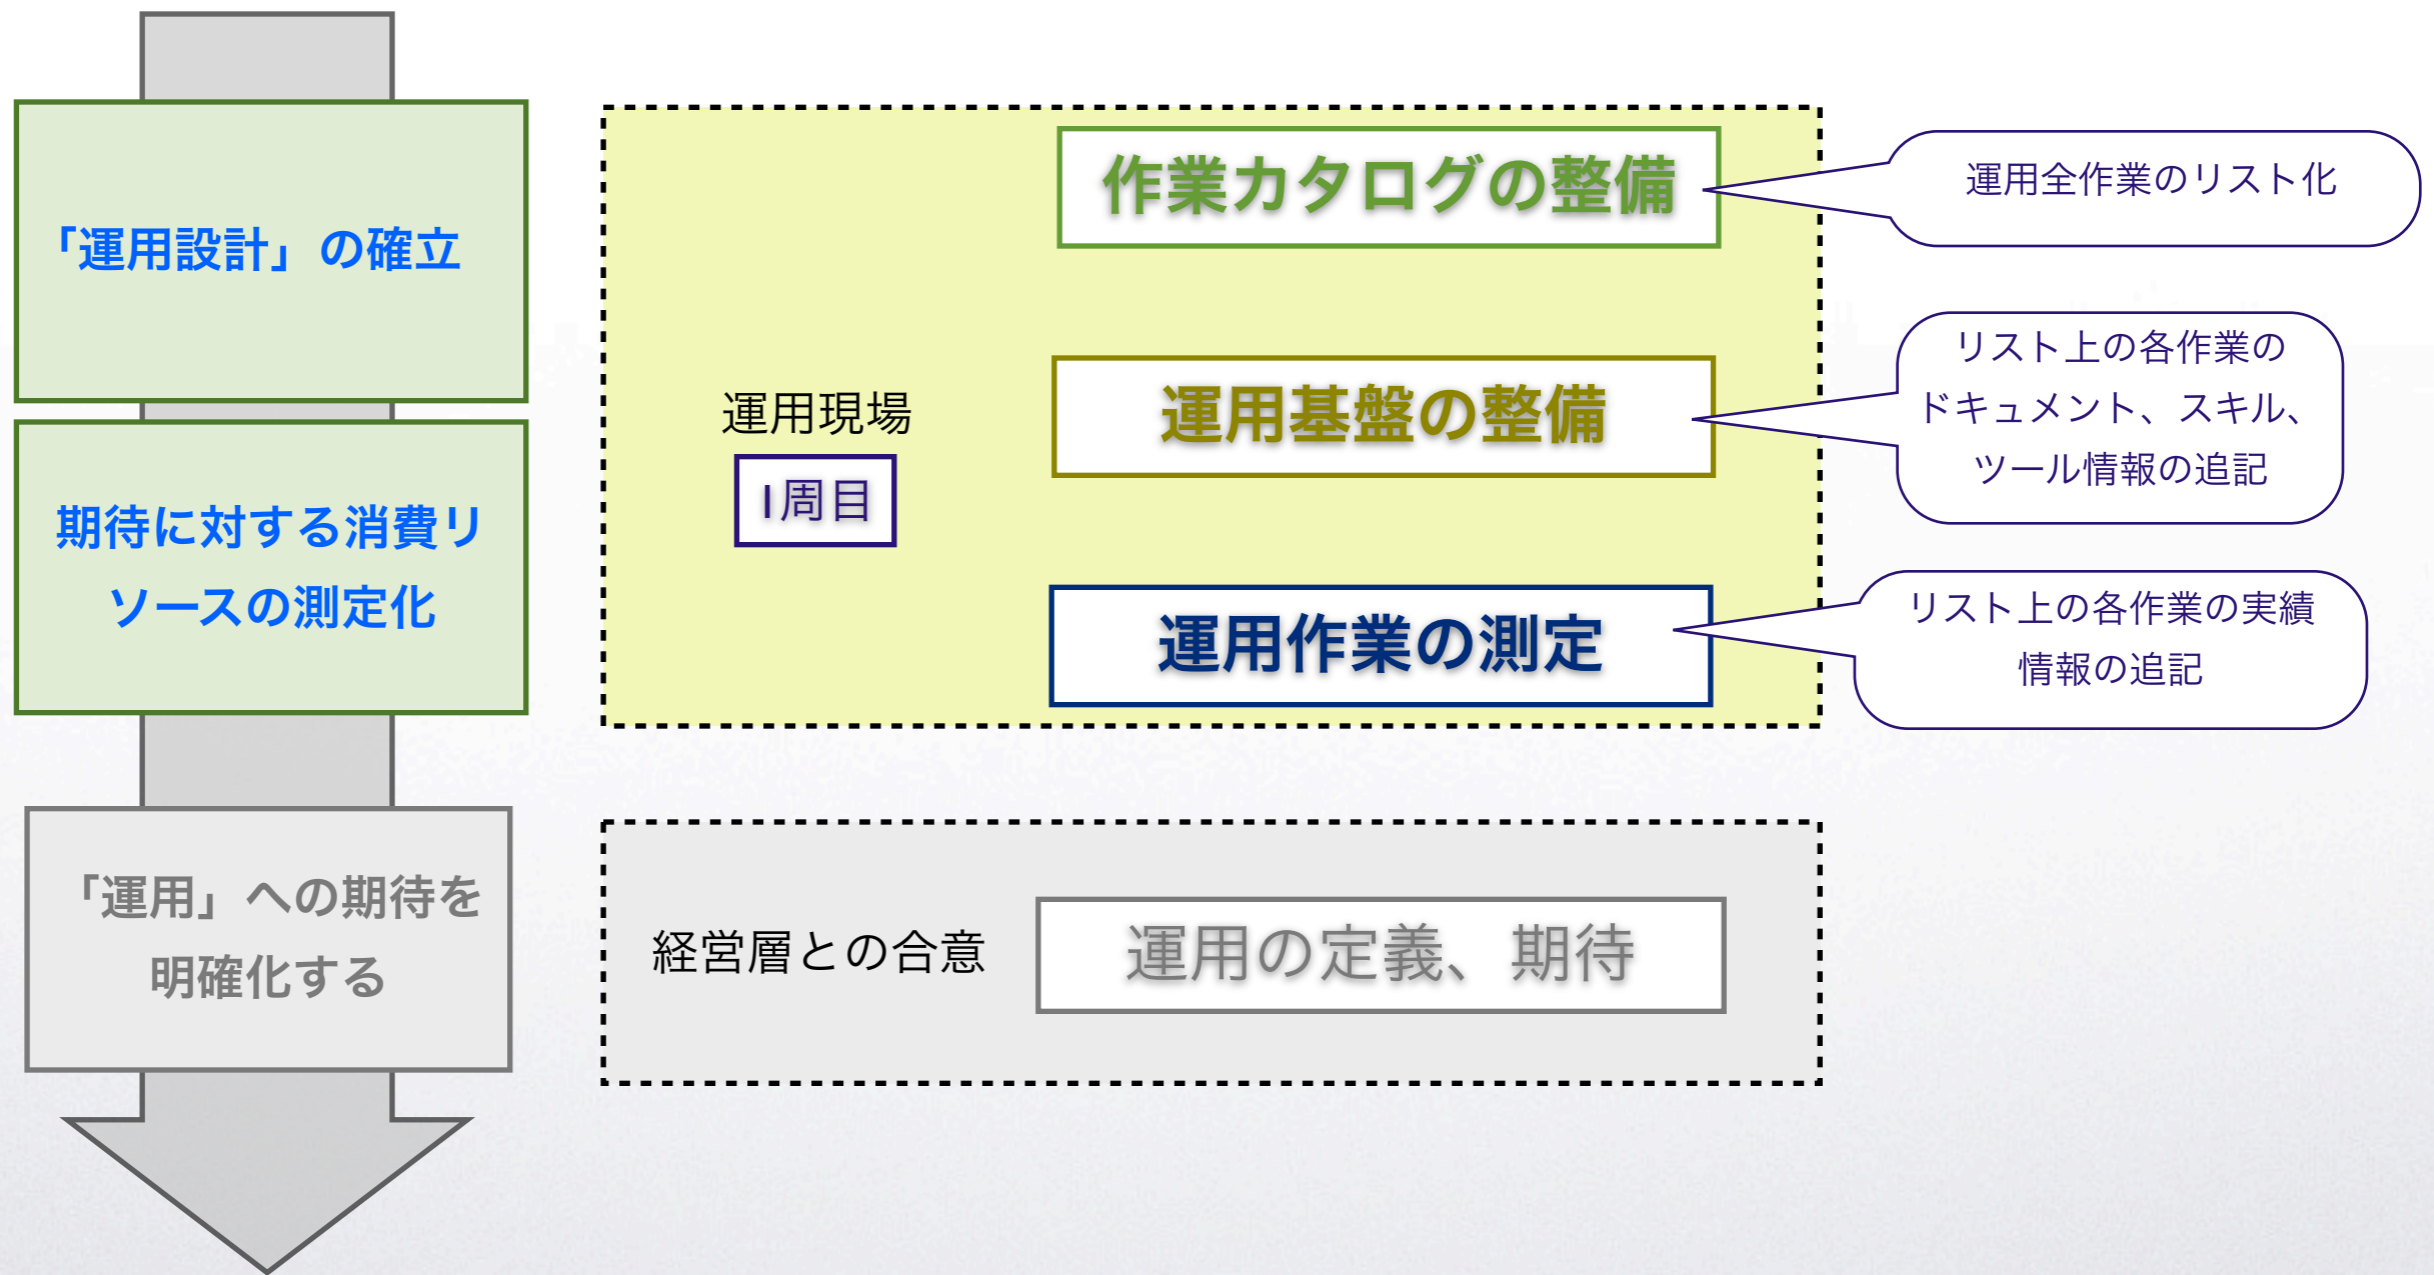 「運用設計」の確立
期待に対する消費リ
ソースの測定化
「運用」への期待を
明確化する
運用現場
1周目
作業カタログの整備
運用基盤の整備
運用作業の測定
運用全作業のリスト化
リスト上の各作業の
ドキュメント、スキル、
ツール情報の追記
リスト上の各作業の実績
情報の追記
経営層との合意
運用の定義、期待